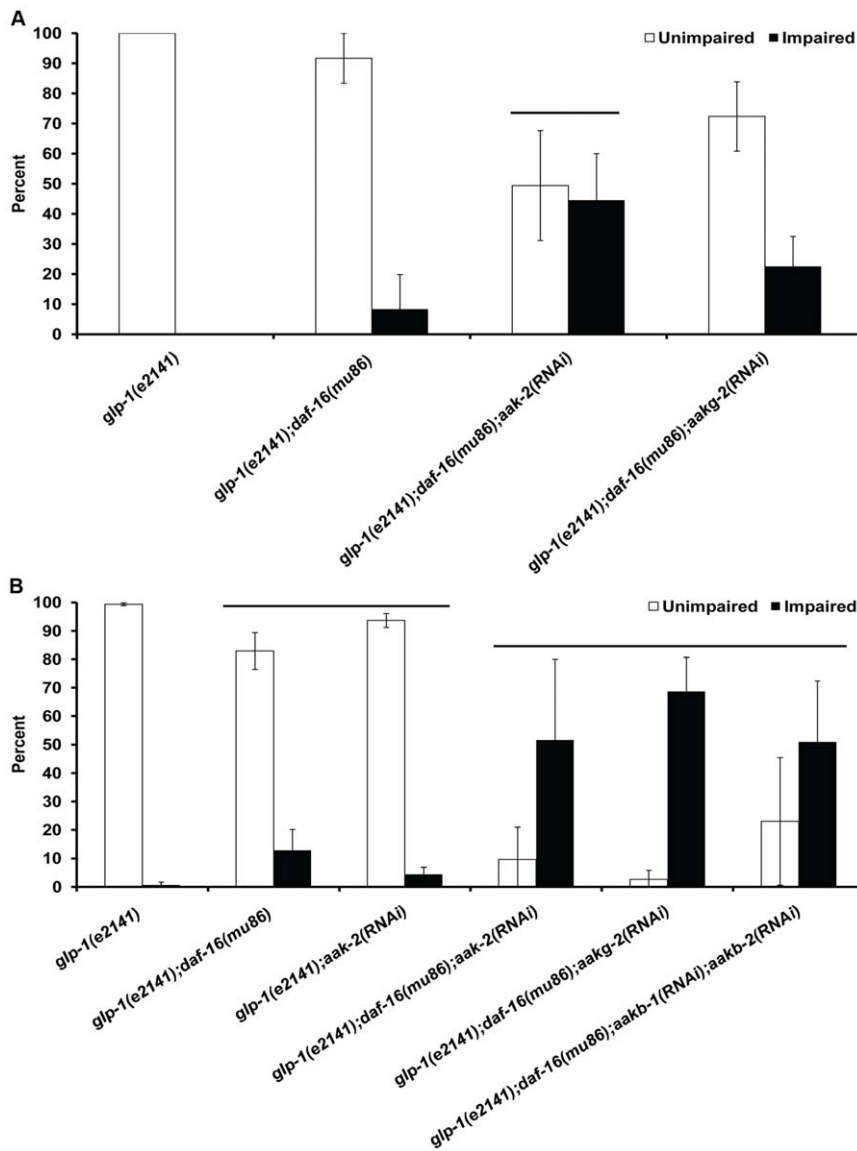 A
Unimpaired Impaired
100
90
80
70
60
50
40
30
20
10
0
Percent
glp-1(e2141)
glp-1(e2141);daf-16(mu86)
glp-1(e2141);daf-16(mu86);aak-2(RNAi)
glp-1(e2141);daf-16(mu86);aakg-2(RNAi)
B
Unimpaired Impaired
100
90
80
70
60
50
40
30
20
10
0
Percent
glp-1(e2141)
glp-1(e2141);daf-16(mu86)
glp-1(e2141);aak-2(RNAi)
glp-1(e2141);daf-16(mu86);aak-2(RNAi)
glp-1(e2141);daf-16(mu86);aakg-2(RNAi)
glp-1(e2141);daf-16(mu86);aakb-1(RNAi);aakb-2(RNAi)